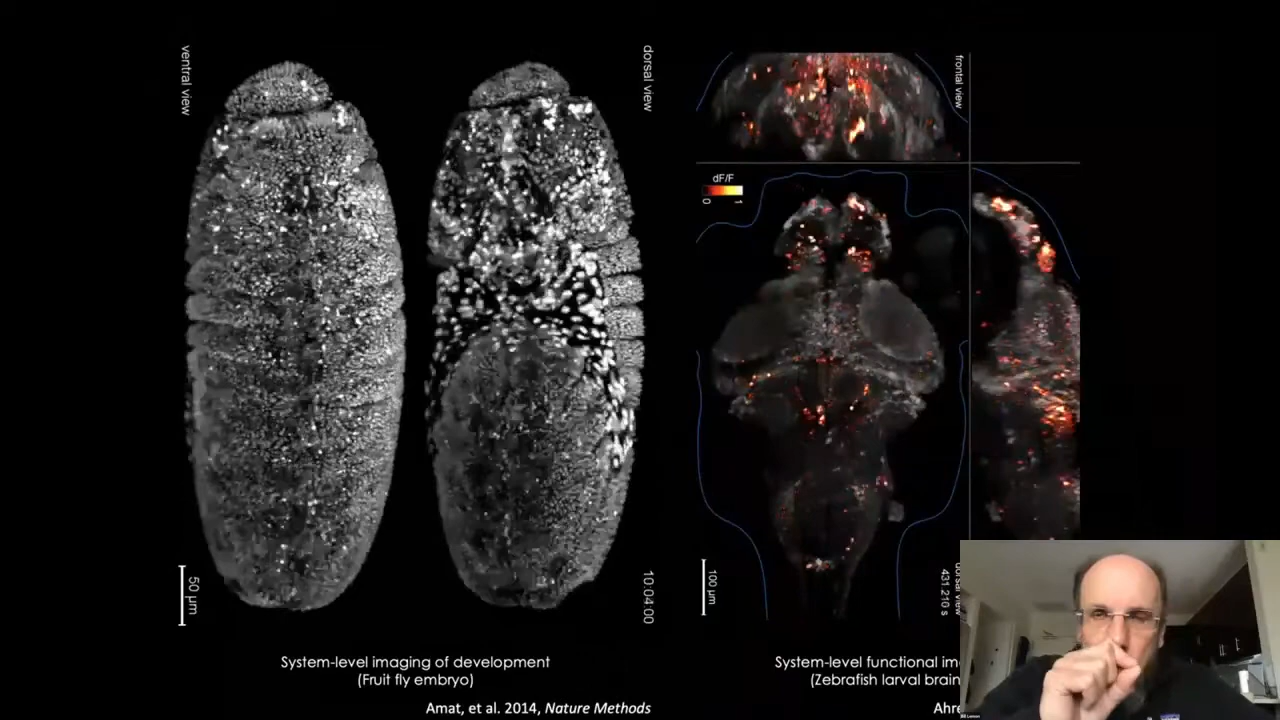 ventral view
dorsal view
frontal view
dF/F
0
1
50 µm
10:04:00
100 µm
431.210 s
dorsal view
System-level imaging of development
(Fruit fly embryo)
System-level functional
(Zebrafish larval brain
Amat, et al. 2014, Nature Methods